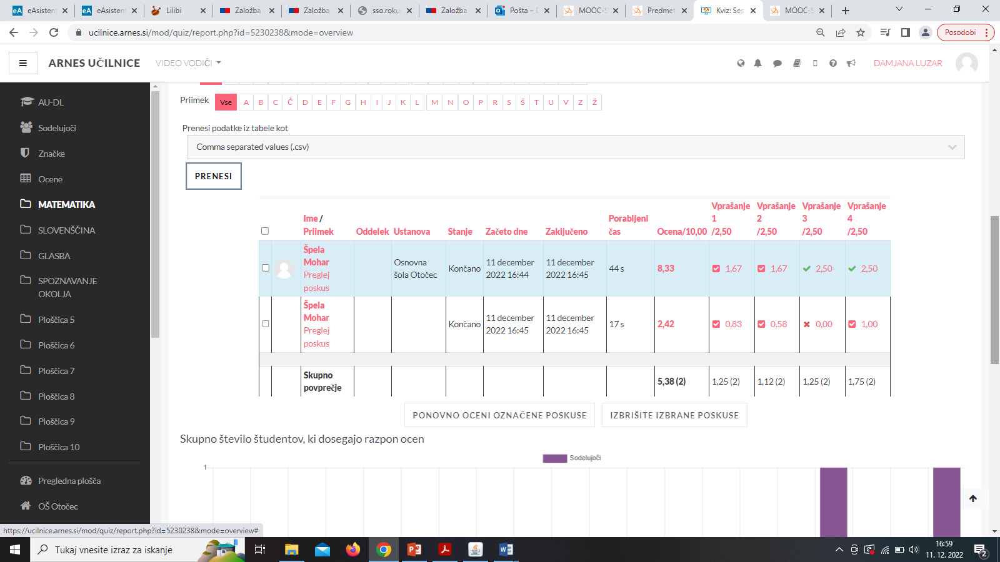 eAsistent
eAsistent
Lilibi
Založba
Založba
sso.roku
Založba
Pošta –
MOOC-S
Predmet
Kviz: Ses
MOOC-S
ucilnice.arnes.si/mod/quiz/report.php?id=5230238&mode=overview
Posodobi
ARNES UČILNICE
VIDEO VODIČI
DAMJANA LUZAR
AU-DL
Sodelujoči
Značke
Ocene
MATEMATIKA
SLOVENŠČINA
GLASBA
SPOZNAVANJE
OKOLJA
Ploščica 5
Ploščica 6
Ploščica 7
Ploščica 8
Ploščica 9
Ploščica 10
Pregledna plošča
OŠ Otočec
Priimek Vse A B C Č D E F G H I J K L M N O P R S Š T U V Z Ž
Prenesi podatke iz tabele kot
Comma separated values (.csv)
PRENESI
Ime / Priimek Oddelek Ustanova Stanje Začeto dne Zaključeno Porabljeni čas Ocena/10,00 Vprašanje 1 /2,50 Vprašanje 2 /2,50 Vprašanje 3 /2,50 Vprašanje 4 /2,50
Špela Mohar Preglej poskus Osnovna šola Otočec Končano 11 december 2022 16:44 11 december 2022 16:45 44 s 8,33 1,67 1,67 2,50 2,50
Špela Mohar Preglej poskus Končano 11 december 2022 16:45 11 december 2022 16:45 17 s 2,42 0,83 0,58 0,00 1,00
Skupno povprečje 5,38 (2) 1,25 (2) 1,12 (2) 1,25 (2) 1,75 (2)
PONOVNO OCENI OZNAČENE POSKUSE
IZBRIŠITE IZBRANE POSKUSE
Skupno število študentov, ki dosegajo razpon ocen
Sodelujoči
1
https://ucilnice.arnes.si/mod/quiz/report.php?id=5230238&mode=overview#
Tukaj vnesite izraz za iskanje
16:59
11. 12. 2022
2